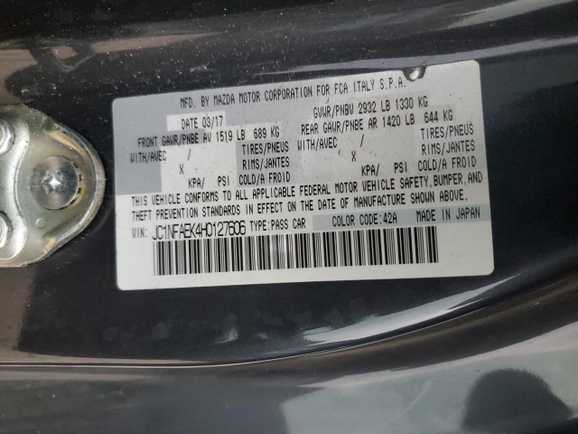 MFD. BY MAZDA MOTOR CORPORATION FOR FCA ITALY S.P.A.
DATE 03/17 GVWR/PNBV 2932 LB 1330 KG
FRONT GAWR/PNBE AV 1519 LB 689 KG REAR GAWR/PNBE AR 1420 LB 644 KG
WITH/AVEC / TIRES/PNEUS WITH/AVEC / TIRES/PNEUS
X RIMS/JANTES X RIMS/JANTES
KPA/ PSI COLD/A FROID KPA/ PSI COLD/A FROID
THIS VEHICLE CONFORMS TO ALL APPLICABLE FEDERAL MOTOR VEHICLE SAFETY, BUMPER, AND
THEFT PREVENTION STANDARDS IN EFFECT ON THE DATE OF MANUFACTURE SHOWN ABOVE.
VIN: JC1NFAEK4H0127606 TYPE:PASS CAR COLOR CODE:42A MADE IN JAPAN